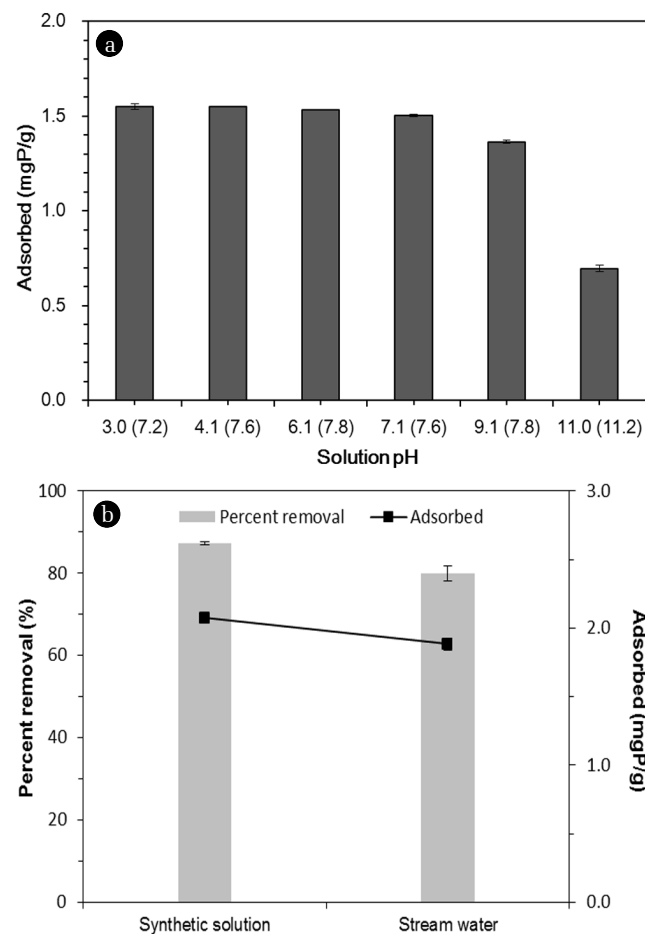 a
2.0
1.5
1.0
0.5
0.0
Adsorbed (mgP/g)
3.0 (7.2) 4.1 (7.6) 6.1 (7.8) 7.1 (7.6) 9.1 (7.8) 11.0 (11.2)
Solution pH
b
Percent removal Adsorbed
100
80
60
40
20
0
Percent removal (%)
3.0
2.0
1.0
0.0
Adsorbed (mgP/g)
Synthetic solution Stream water